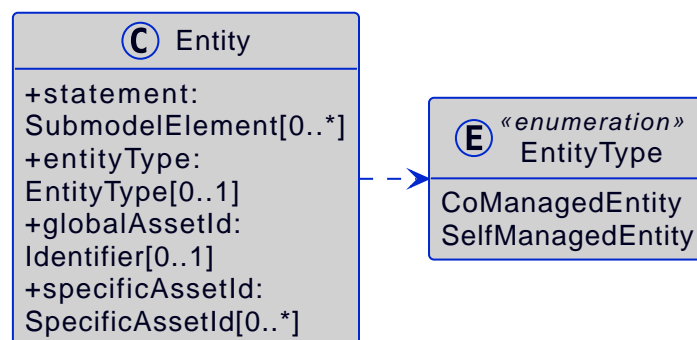 C Entity
+statement:
SubmodelElement[0..*]
+entityType:
EntityType[0..1]
+globalAssetId:
Identifier[0..1]
+specificAssetId:
SpecificAssetId[0..*]
E «enumeration»
EntityType
CoManagedEntity
SelfManagedEntity